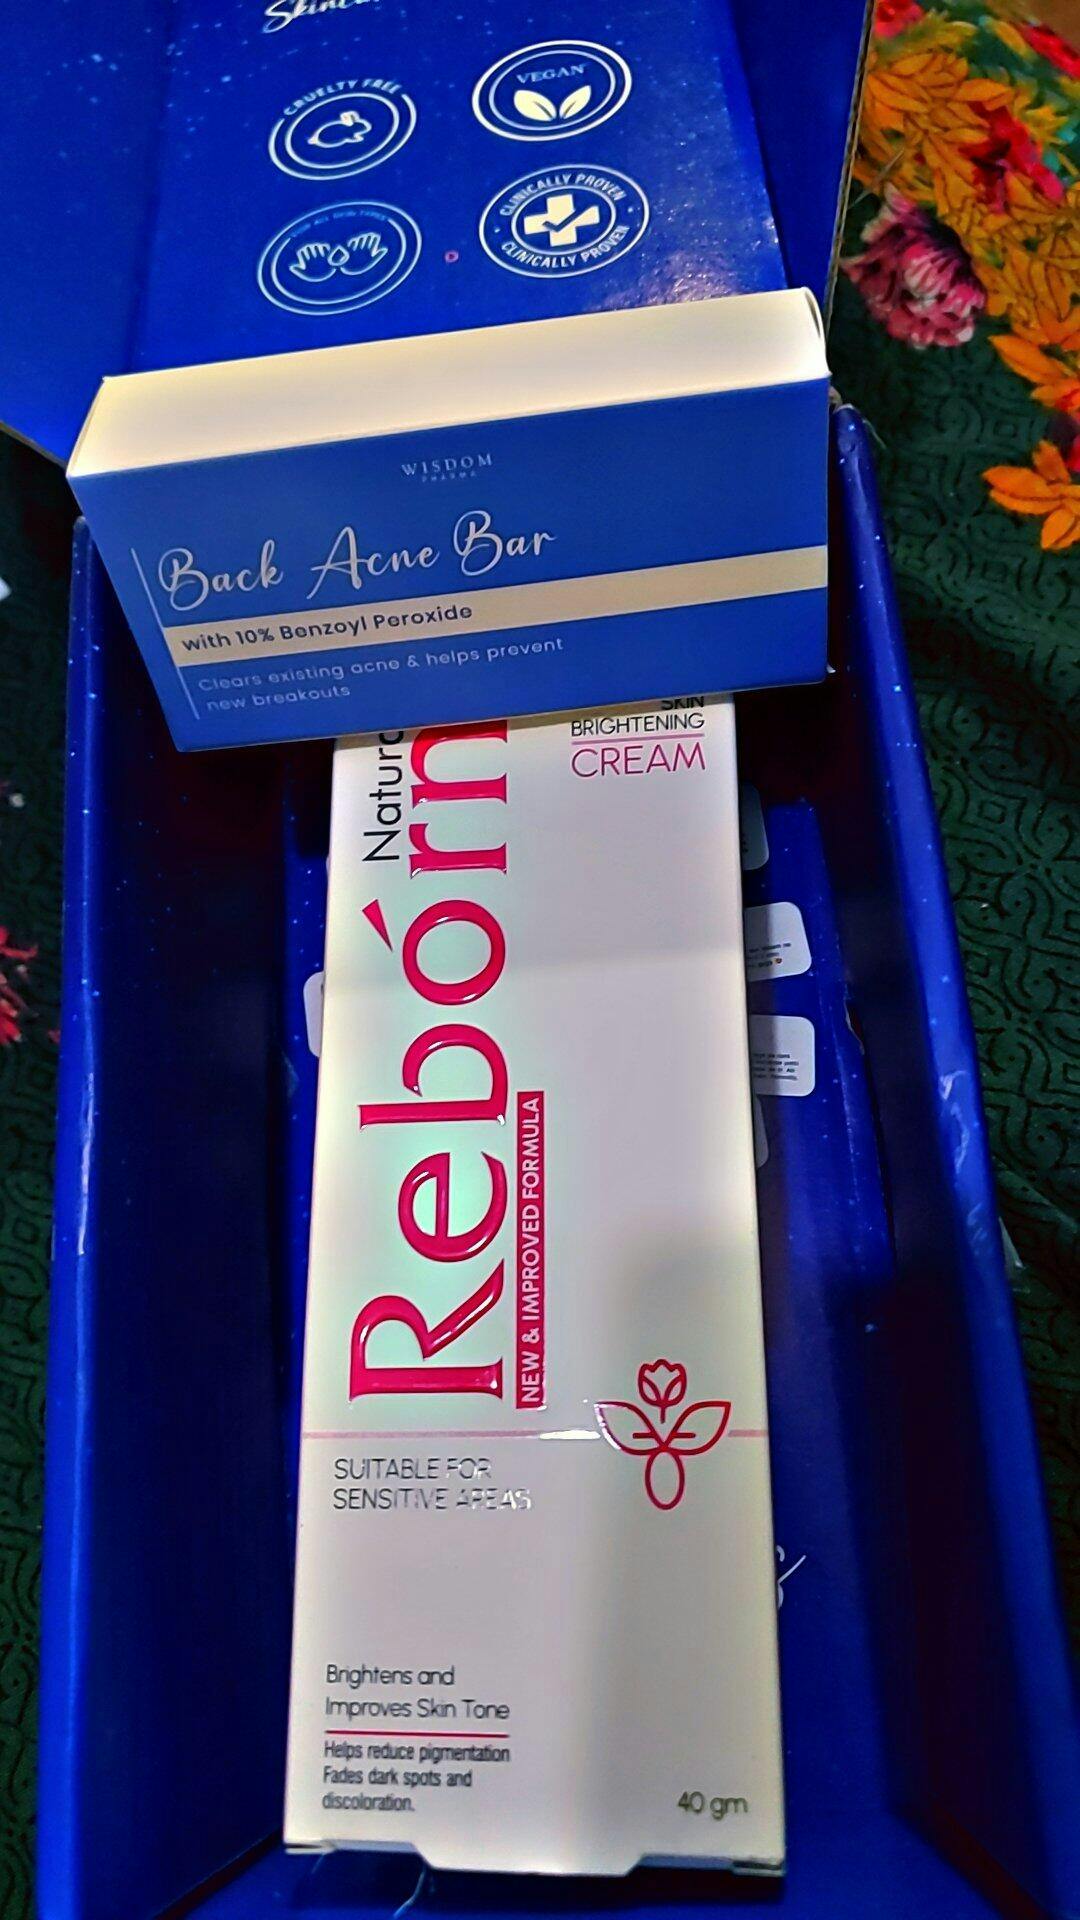 CRUELTY FREE
VEGAN
CLINICALLY PROVEN
CLINICALLY PROVEN
WISDOM
PHARMA
Back Acne Bar
with 10% Benzoyl Peroxide
Clears existing acne & helps prevent
new breakouts
SKIN
BRIGHTENING
CREAM
Rebórn
NEW & IMPROVED FORMULA
SUITABLE FOR
SENSITIVE AREAS
Brightens and
Improves Skin Tone
Helps reduce pigmentation
Fades dark spots and
discoloration.
40 gm